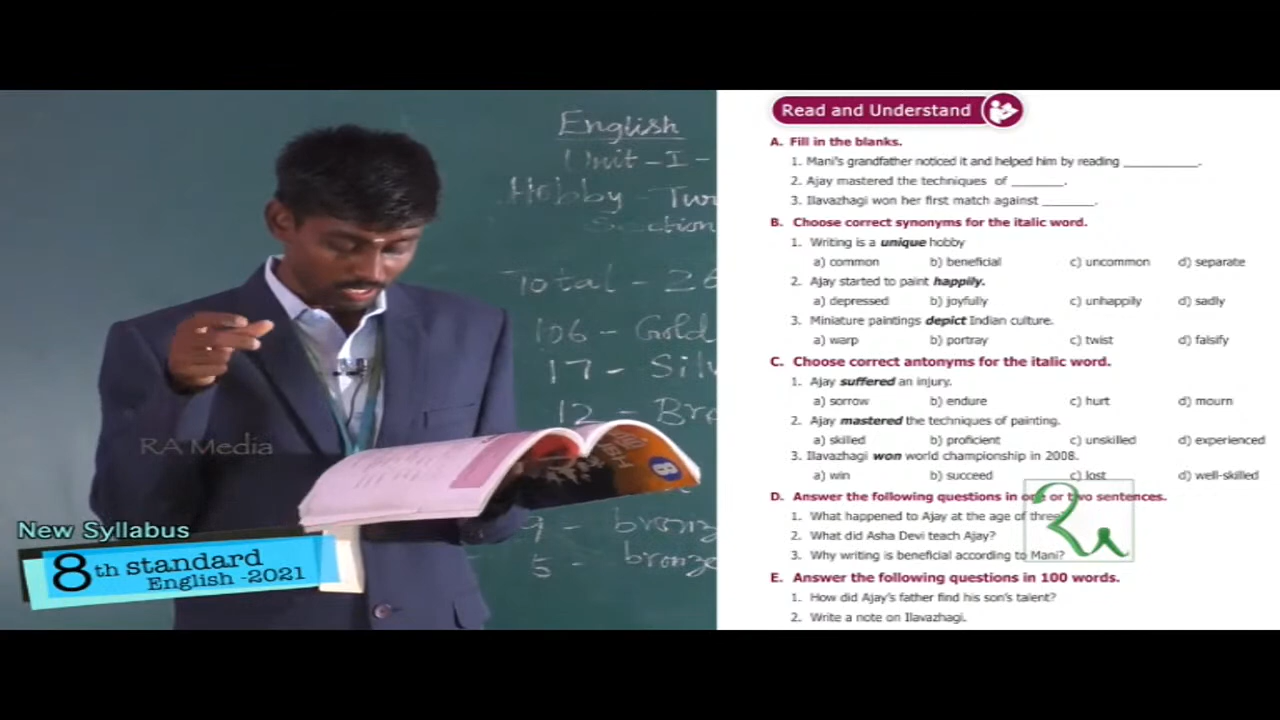 English
Unit - I -
Hobby - Tur
Section
Total - 26
106 - Gold
17 - Silv
12 - Bro
9 - bronz
5 - bronze
RA Media
New Syllabus
8th standard
English -2021
8
Read and Understand
A. Fill in the blanks.
1. Mani's grandfather noticed it and helped him by reading __________.
2. Ajay mastered the techniques of _______.
3. Ilavazhagi won her first match against _______.
B. Choose correct synonyms for the italic word.
1. Writing is a unique hobby
a) common b) beneficial c) uncommon d) separate
2. Ajay started to paint happily.
a) depressed b) joyfully c) unhappily d) sadly
3. Miniature paintings depict Indian culture.
a) warp b) portray c) twist d) falsify
C. Choose correct antonyms for the italic word.
1. Ajay suffered an injury.
a) sorrow b) endure c) hurt d) mourn
2. Ajay mastered the techniques of painting.
a) skilled b) proficient c) unskilled d) experienced
3. Ilavazhagi won world championship in 2008.
a) win b) succeed c) lost d) well-skilled
D. Answer the following questions in one or two sentences.
1. What happened to Ajay at the age of three
2. What did Asha Devi teach Ajay?
3. Why writing is beneficial according to Mani?
E. Answer the following questions in 100 words.
1. How did Ajay's father find his son's talent?
2. Write a note on Ilavazhagi.